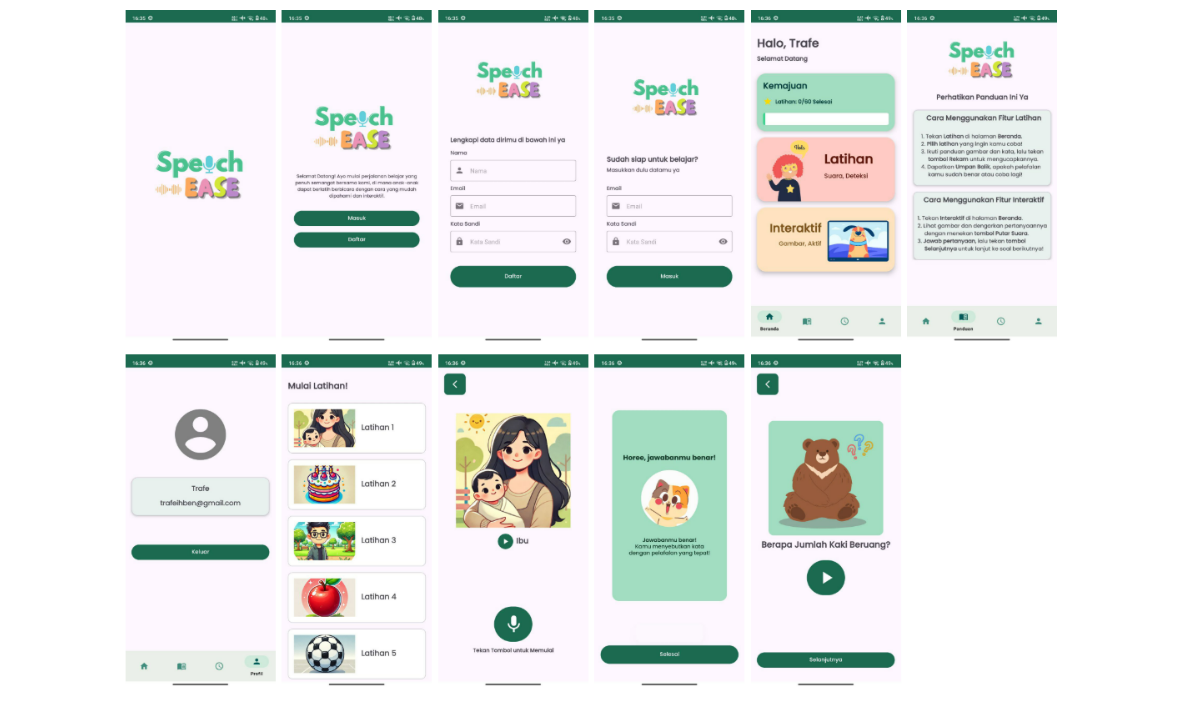 16:35
Speech
EASE
16:35
Speech
EASE
Selamat Datang! Ayo mulai perjalanan belajar yang
penuh semangat bersama kami, di mana anak-anak
dapat berlatih berbicara dengan cara yang mudah
dipahami dan interaktif.
Masuk
Daftar
16:35
Speech
EASE
Lengkapi data dirimu di bawah ini ya
Nama
Nama
Email
Email
Kata Sandi
Kata Sandi
Daftar
16:35
Speech
EASE
Sudah siap untuk belajar?
Masukkan dulu datamu ya
Email
Email
Kata Sandi
Kata Sandi
Masuk
16:36
Halo, Trafe
Selamat Datang
Kemajuan
Latihan: 0/60 Selesai
Latihan
Suara, Deteksi
Interaktif
Gambar, Aktif
Beranda
16:36
Speech
EASE
Perhatikan Panduan Ini Ya
Cara Menggunakan Fitur Latihan
1. Tekan Latihan di halaman Beranda.
2. Pilih latihan yang ingin kamu coba!
3. Ikuti panduan gambar dan kata, lalu tekan
tombol Rekam untuk mengucapkannya.
4. Dapatkan Umpan Balik, apakah pelafalan
kamu sudah benar atau coba lagi!
Cara Menggunakan Fitur Interaktif
1. Tekan Interaktif di halaman Beranda.
2. Lihat gambar dan dengarkan pertanyaannya
dengan menekan tombol Putar Suara.
3. Jawab pertanyaan, lalu tekan tombol
Selanjutnya untuk lanjut ke soal berikutnya!
Panduan
16:36
Trafe
trafeihben@gmail.com
Keluar
Profil
16:36
Mulai Latihan!
Latihan 1
Latihan 2
Latihan 3
Latihan 4
Latihan 5
16:36
Ibu
Tekan Tombol untuk Memulai
16:36
Horee, jawabanmu benar!
Jawabanmu benar!
Kamu menyebutkan kata
dengan pelafalan yang tepat!
Selesai
16:36
Berapa Jumlah Kaki Beruang?
Selanjutnya